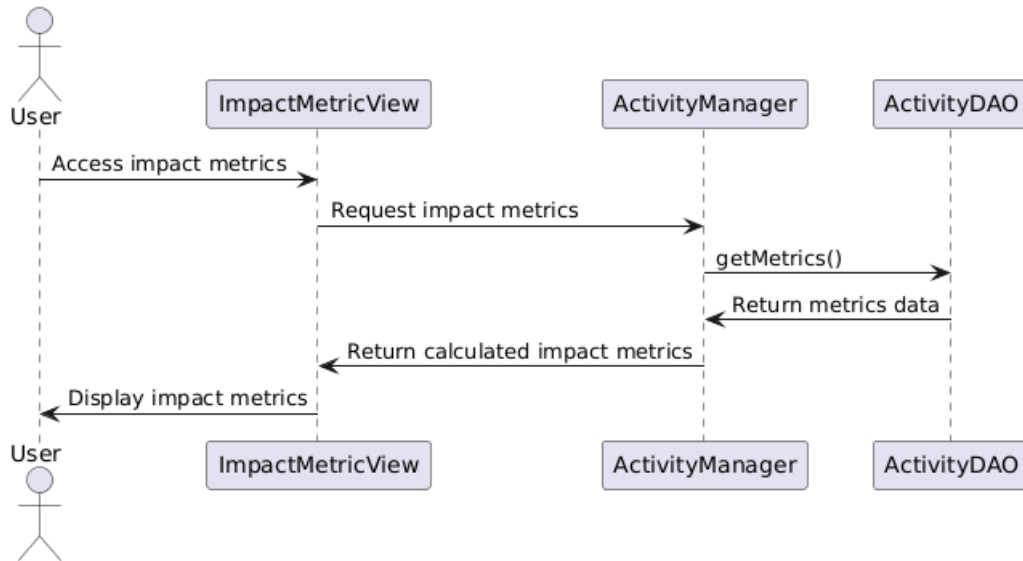 User
ImpactMetricView
ActivityManager
ActivityDAO
Access impact metrics
Request impact metrics
getMetrics()
Return metrics data
Return calculated impact metrics
Display impact metrics
User
ImpactMetricView
ActivityManager
ActivityDAO